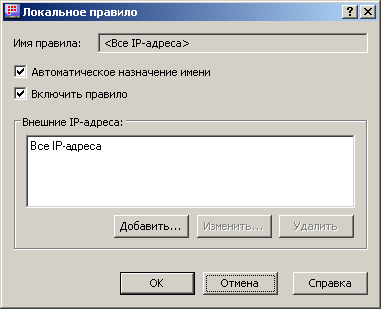 Локальное правило
Имя правила: <Все IP-адреса>
Автоматическое назначение имени
Включить правило
Внешние IP-адреса:
Все IP-адреса
Добавить... Изменить... Удалить
OK Отмена Справка